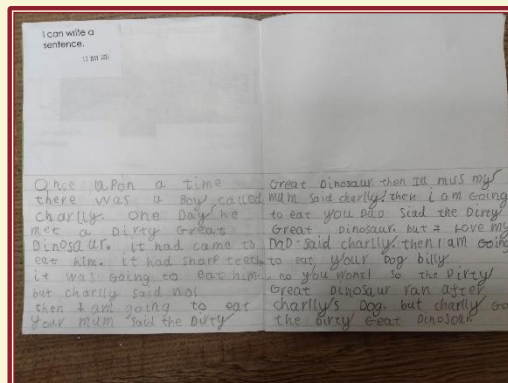 I can write a
sentence.
Once upon a time
there was a Boy called
charlly. One Day he
met a Dirty Great
Dinosaur. it had came to
eat him. it had sharp teeth
it was Going to eat him.
but charlly said no!
then I am going to eat
your mum said the Dirty
Great Dinosaur then Ill miss my
mum said charlly. then i am Going
to eat you DaD Siad the Dirty
Great Dinosaur. but I Love my
DaD. said charlly. then I am Going
to eat your Dog billy.
no you wonst so the Dirty
Great Dinosaur ran after
charlly's Dog. but charlly
the Dirty Geat Dinosaur